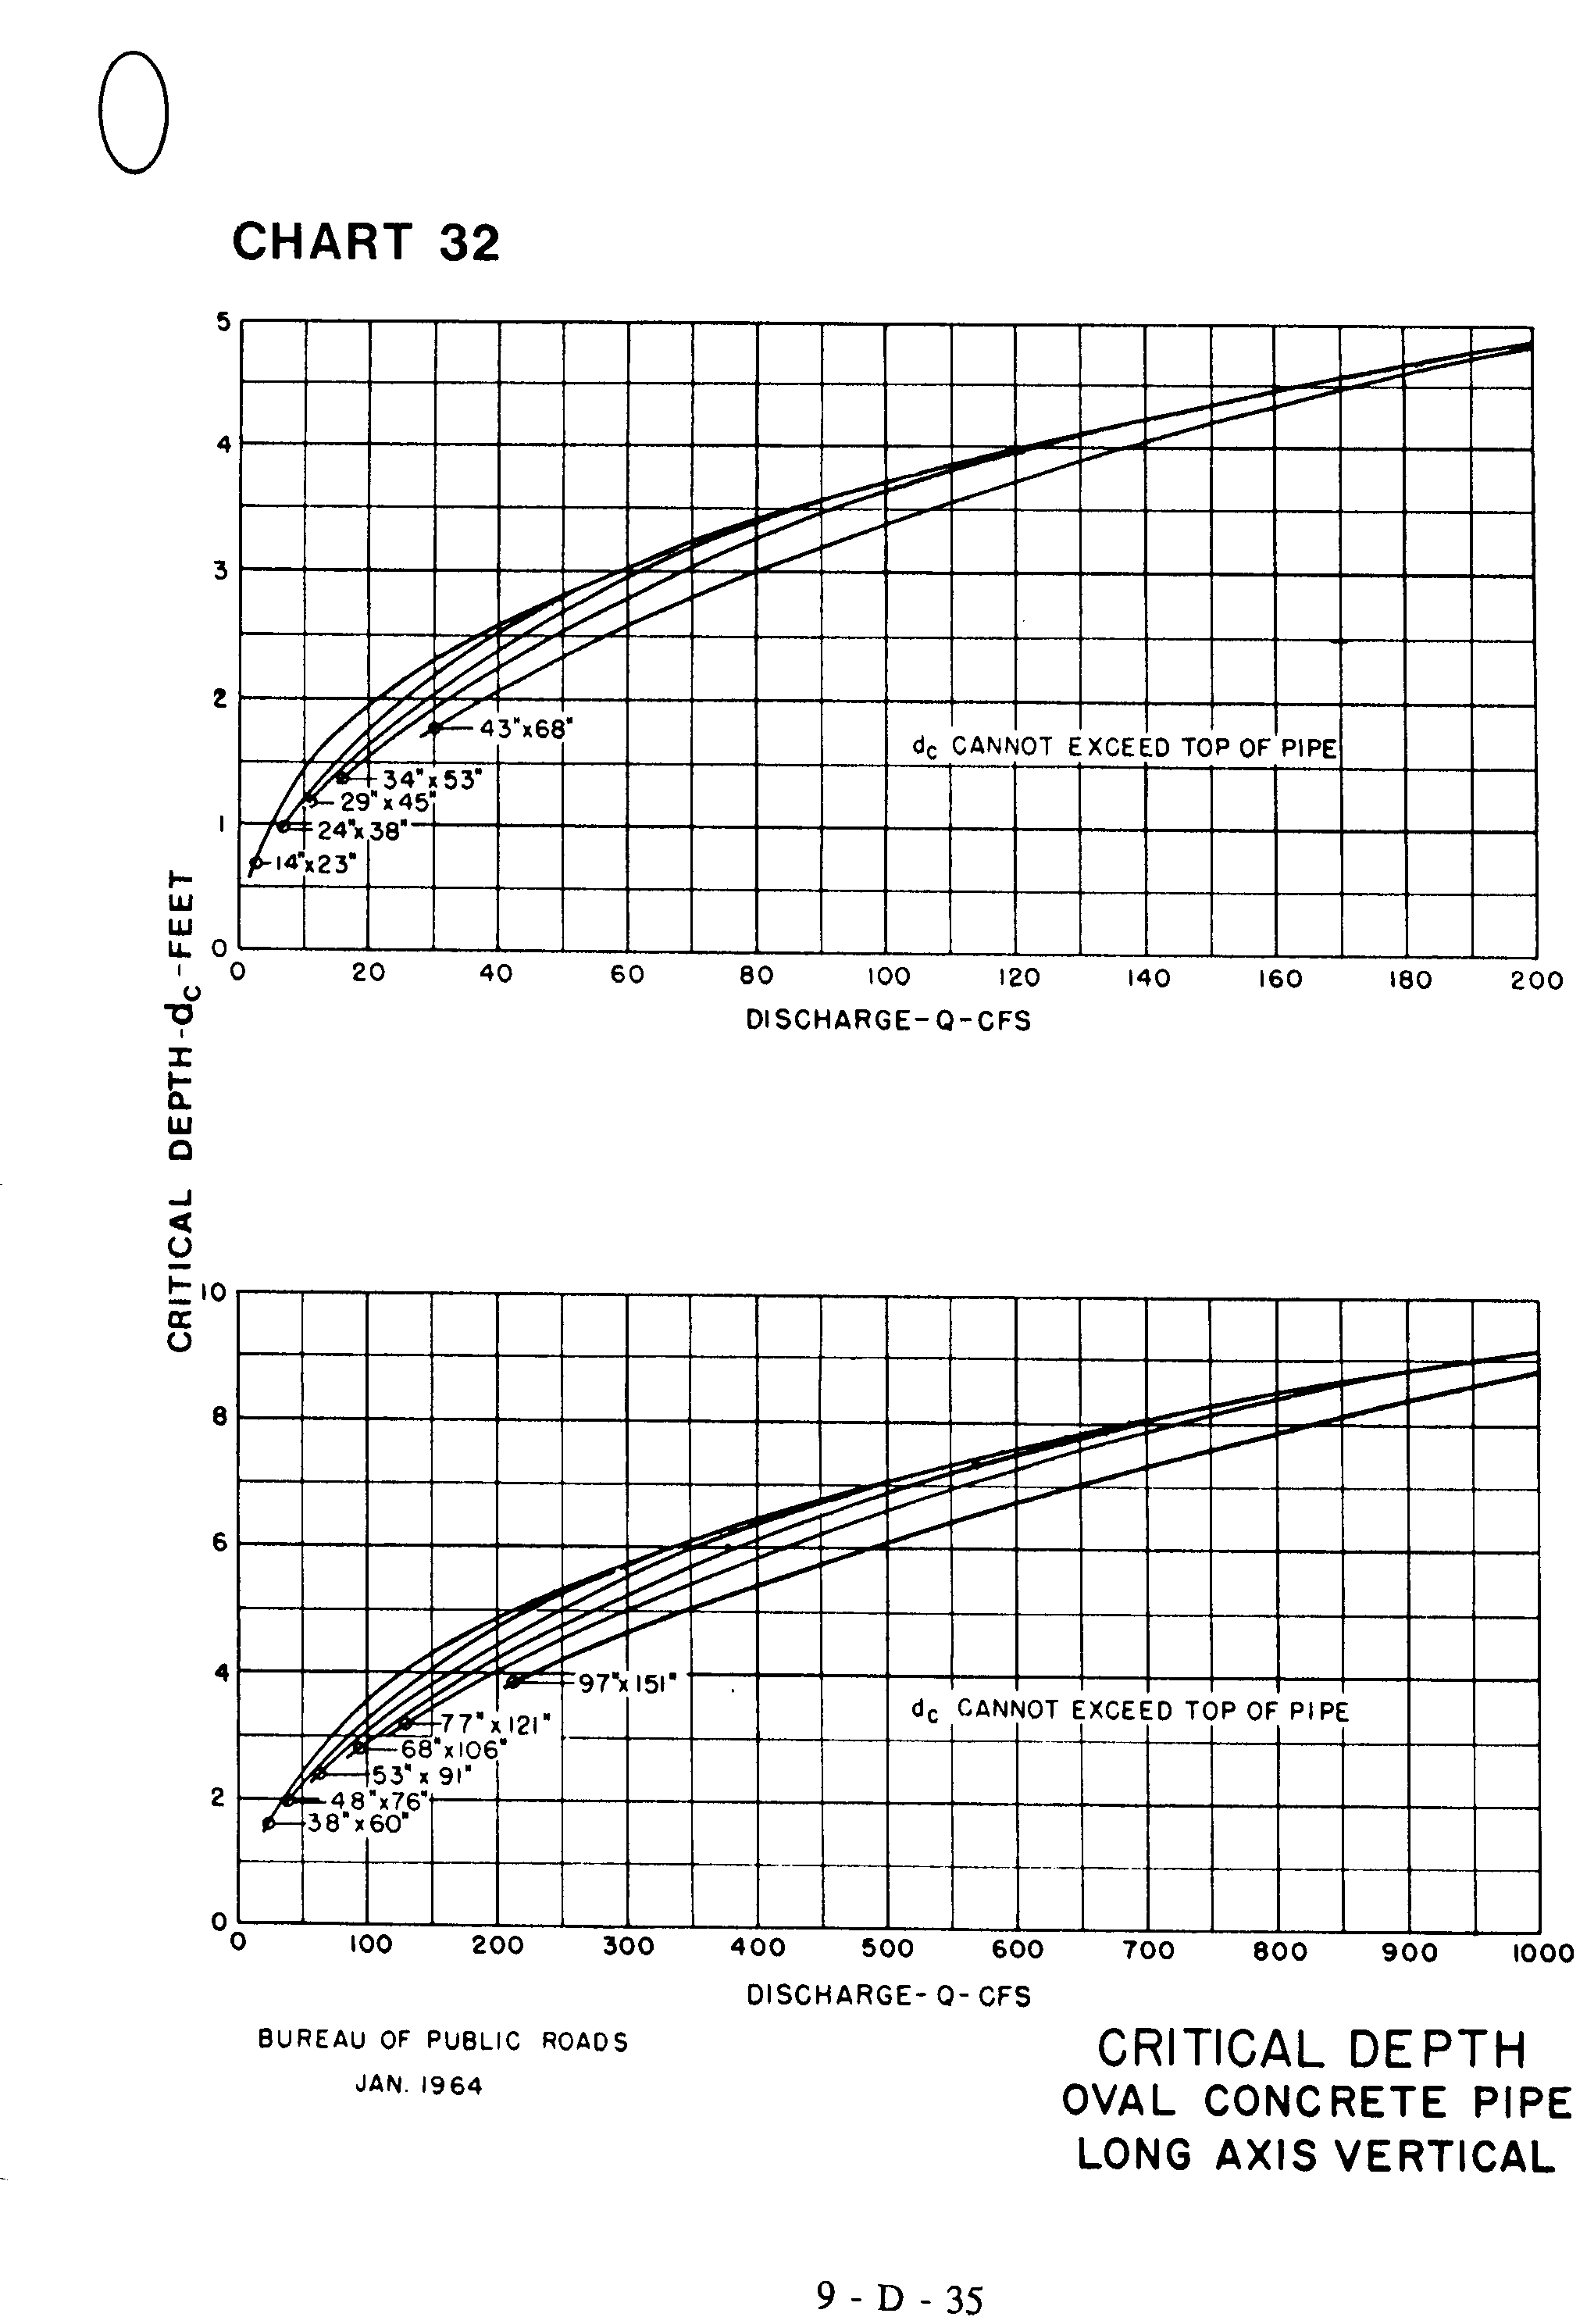 CHART 32
5
4
3
2
1
0
43"x68"
34"x53"
29"x45"
24"x38"
14"x23"
dc CANNOT EXCEED TOP OF PIPE
0 20 40 60 80 100 120 140 160 180 200
DISCHARGE-Q-CFS
CRITICAL DEPTH-dc-FEET
10
8
6
4
2
0
97"x151"
77"x121"
68"x106"
53"x91"
48"x76"
38"x60"
dc CANNOT EXCEED TOP OF PIPE
0 100 200 300 400 500 600 700 800 900 1000
DISCHARGE-Q-CFS
BUREAU OF PUBLIC ROADS
JAN. 1964
CRITICAL DEPTH
OVAL CONCRETE PIPE
LONG AXIS VERTICAL
9 - D - 35